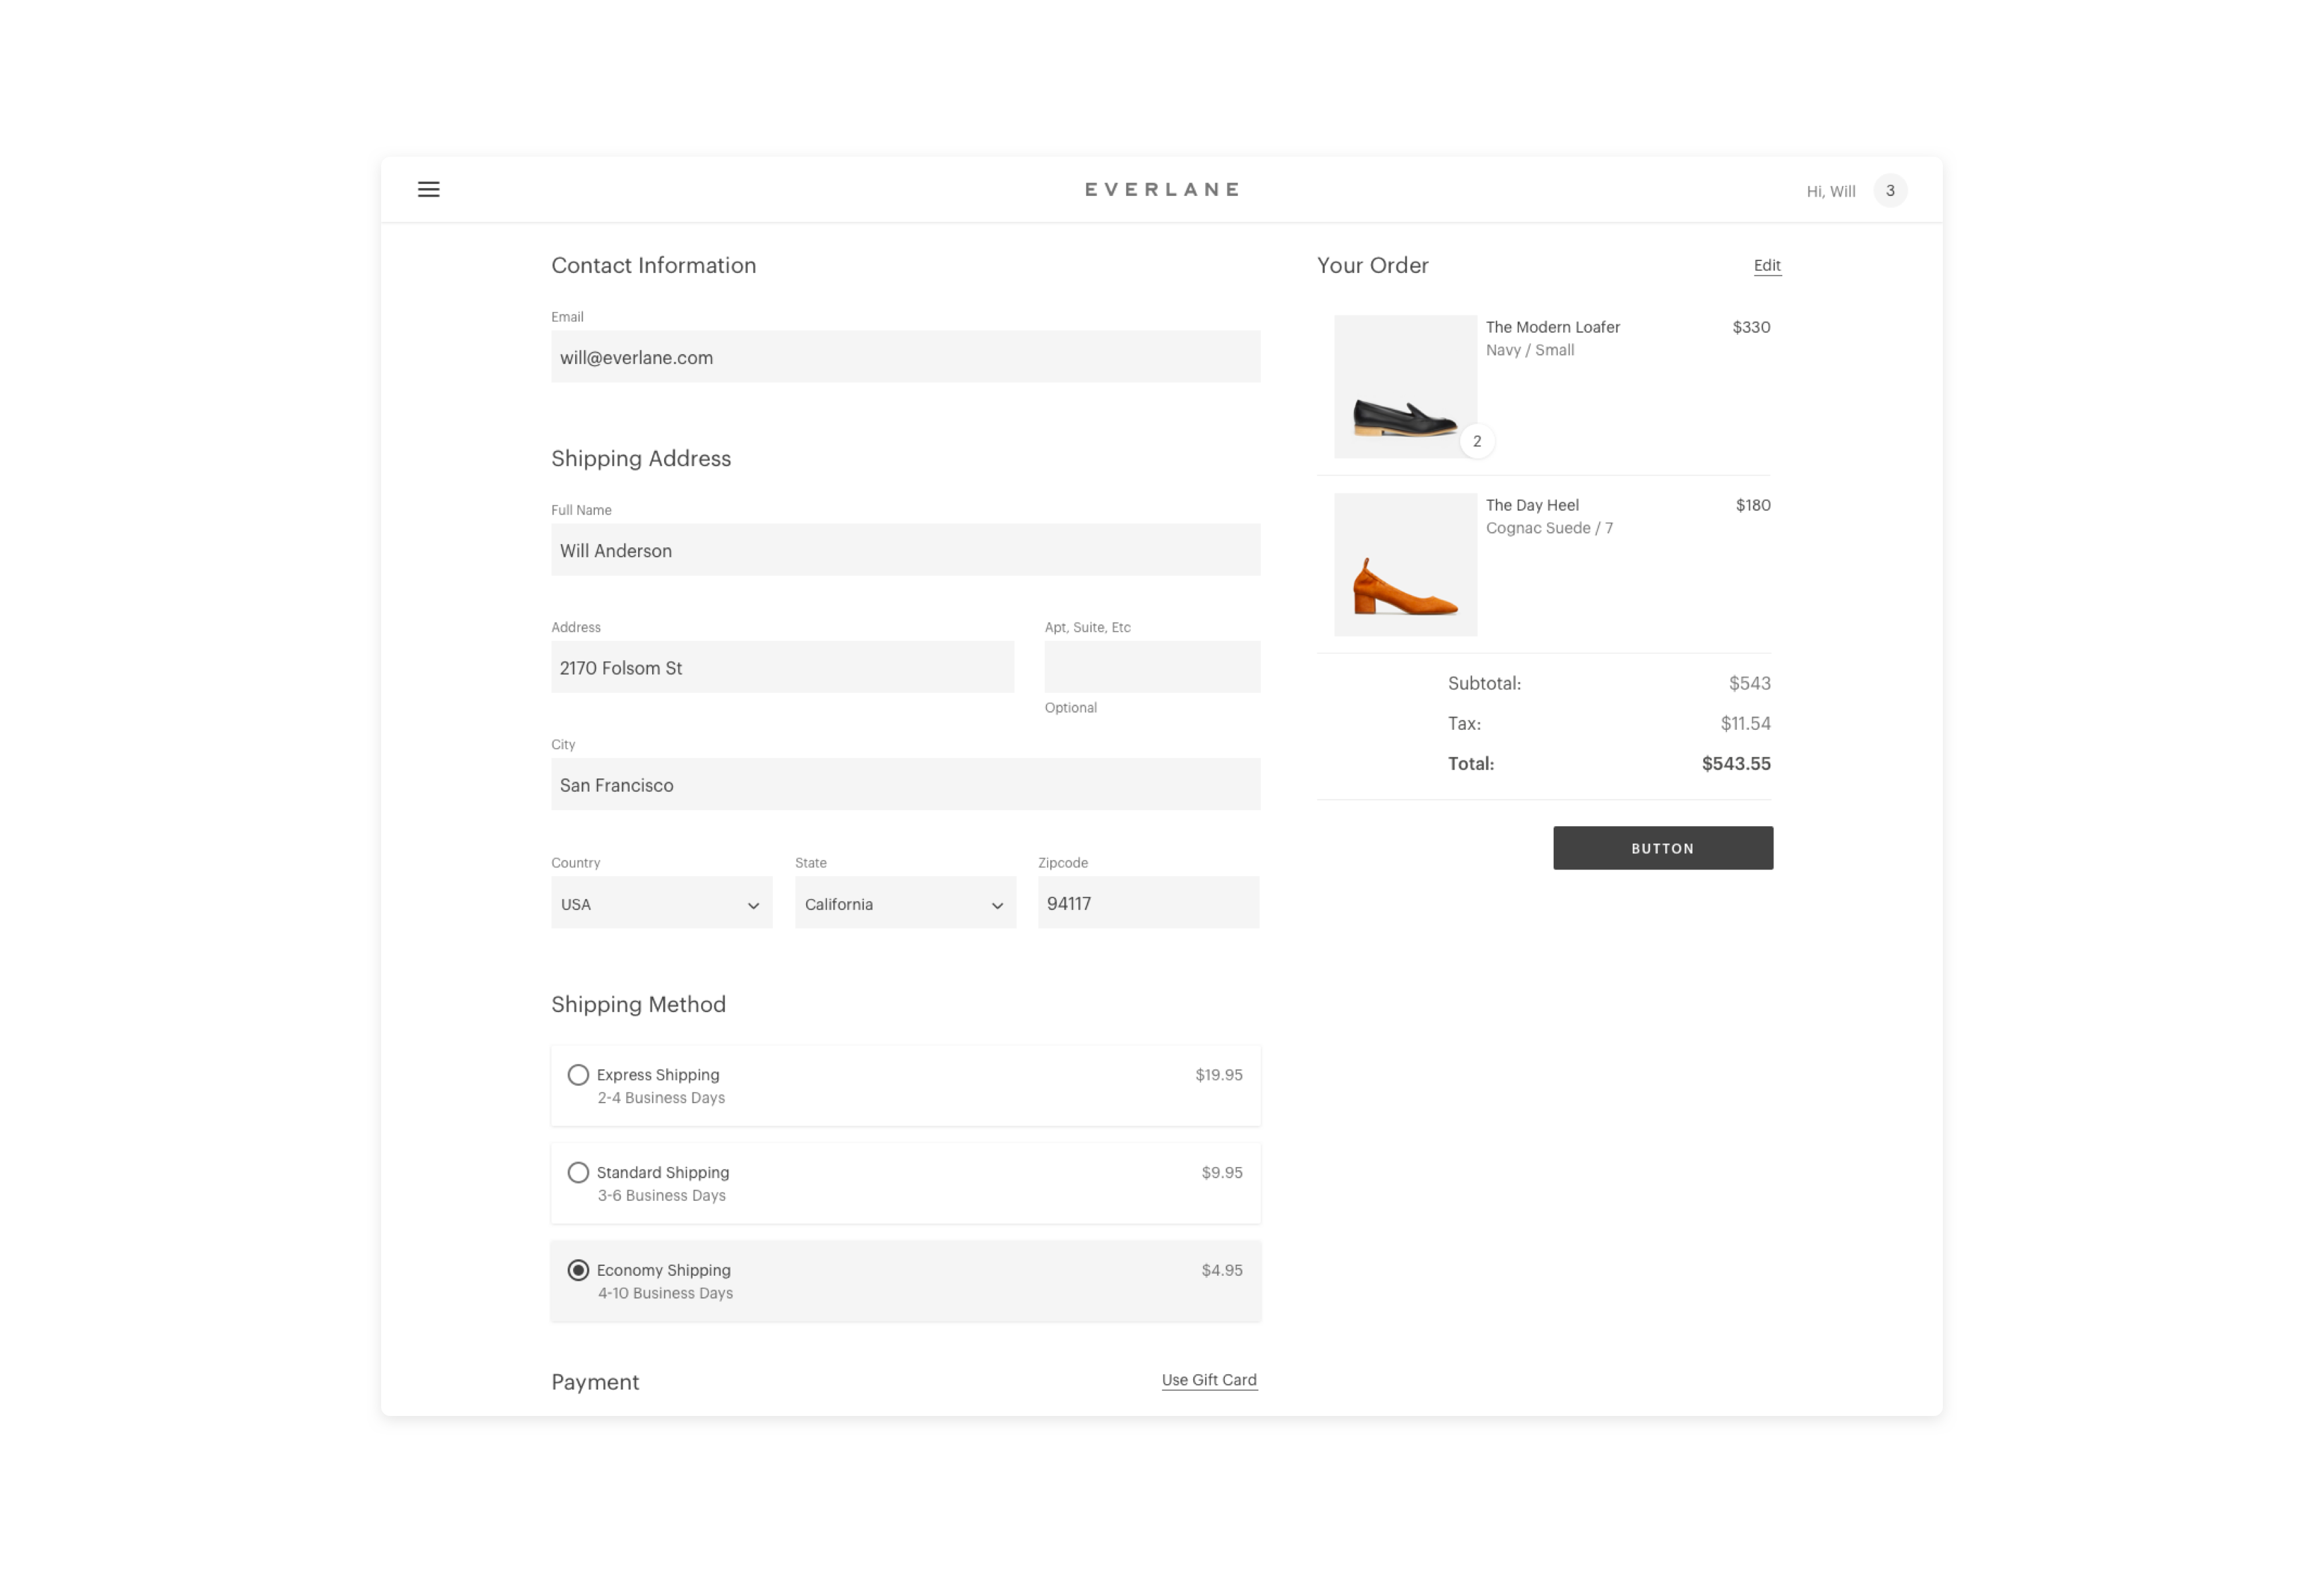 EVERLANE
Hi, Will 3
Contact Information
Email
will@everlane.com
Shipping Address
Full Name
Will Anderson
Address
2170 Folsom St
Apt, Suite, Etc
Optional
City
San Francisco
Country
USA
State
California
Zipcode
94117
Shipping Method
Express Shipping $19.95
2-4 Business Days
Standard Shipping $9.95
3-6 Business Days
Economy Shipping $4.95
4-10 Business Days
Payment Use Gift Card
Your Order Edit
The Modern Loafer $330
Navy / Small
2
The Day Heel $180
Cognac Suede / 7
Subtotal: $543
Tax: $11.54
Total: $543.55
BUTTON